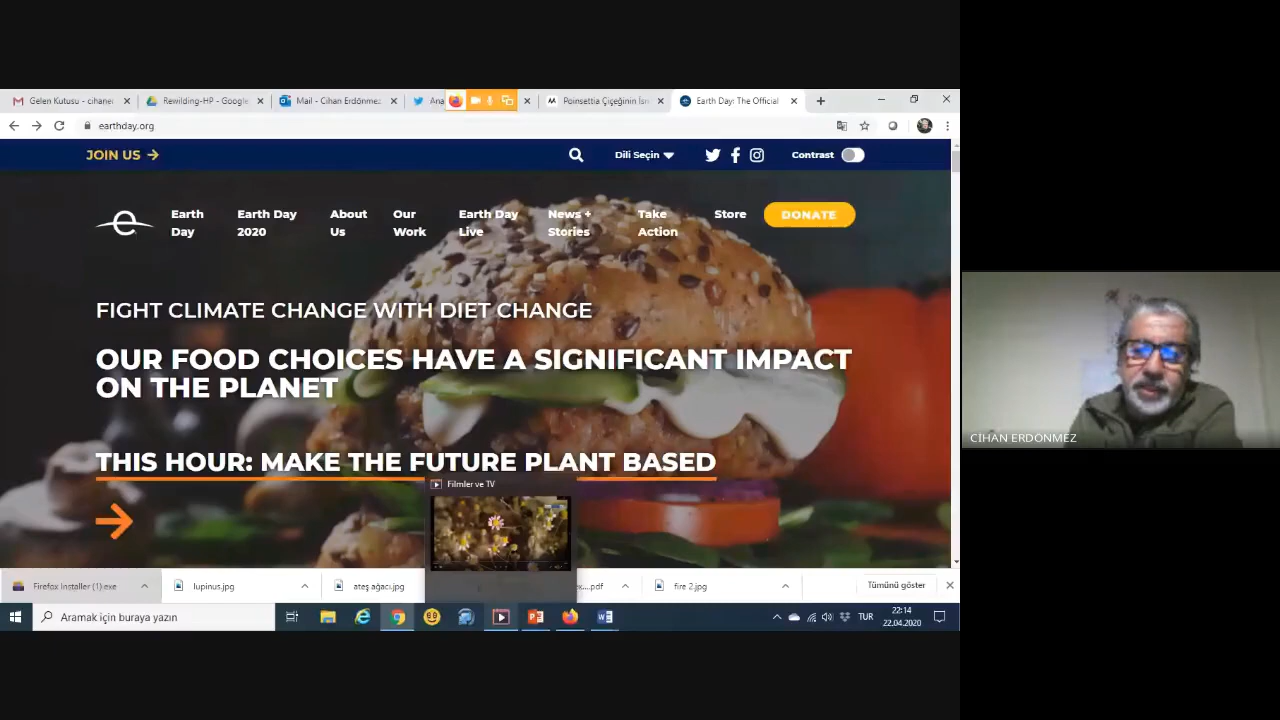 Gelen Kutusu - cihane
Rewilding-HP - Google
Mail - Cihan Erdönmez
Ana
Poinsettia Çiçeğinin İsm
Earth Day: The Official
earthday.org
JOIN US
Dili Seçin
Contrast
Earth Day
Earth Day 2020
About Us
Our Work
Earth Day Live
News + Stories
Take Action
Store
DONATE
FIGHT CLIMATE CHANGE WITH DIET CHANGE
OUR FOOD CHOICES HAVE A SIGNIFICANT IMPACT
ON THE PLANET
THIS HOUR: MAKE THE FUTURE PLANT BASED
Filmler ve TV
CIHAN ERDONMEZ
Firefox Installer (1).exe
lupinus.jpg
ateş ağacı.jpg
....pdf
fire 2.jpg
Tümünü göster
Aramak için buraya yazın
TUR
22:14
22.04.2020